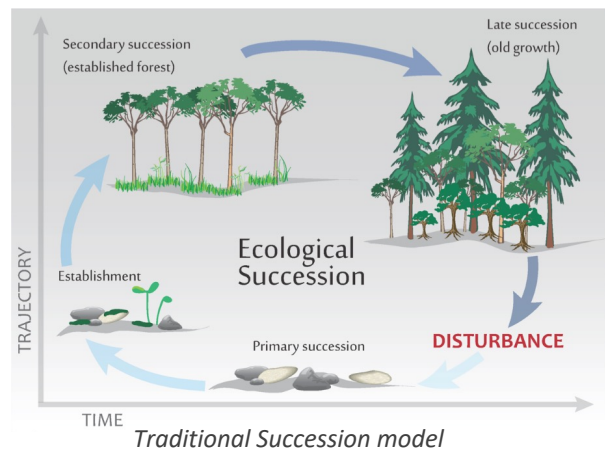 Late succession
(old growth)
Secondary succession
(established forest)
Ecological
Succession
Establishment
DISTURBANCE
Primary succession
TRAJECTORY
TIME
Traditional Succession model